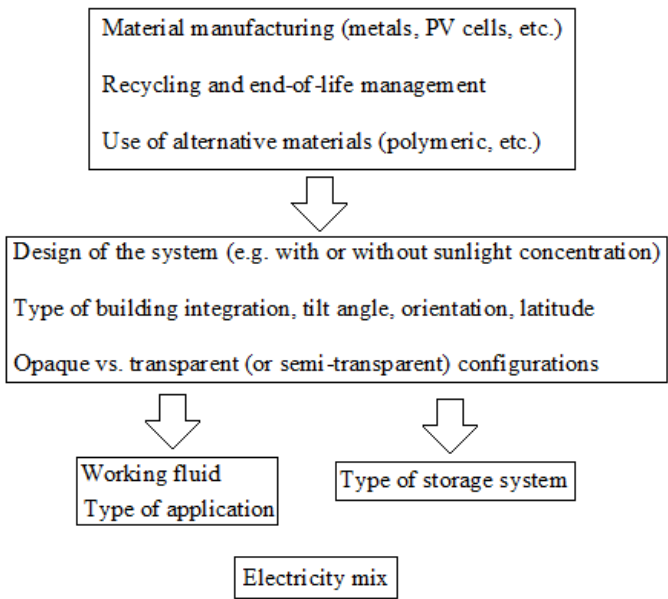 Material manufacturing (metals, PV cells, etc.)
Recycling and end-of-life management
Use of alternative materials (polymeric, etc.)
Design of the system (e.g. with or without sunlight concentration)
Type of building integration, tilt angle, orientation, latitude
Opaque vs. transparent (or semi-transparent) configurations
Working fluid
Type of application
Type of storage system
Electricity mix